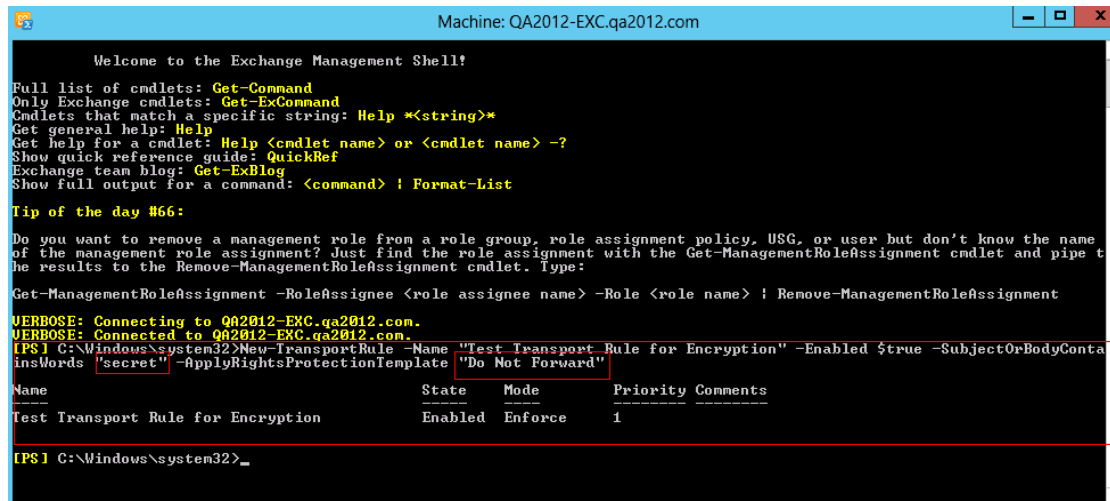 Machine: QA2012-EXC.qa2012.com
Welcome to the Exchange Management Shell!
Full list of cmdlets: Get-Command
Only Exchange cmdlets: Get-ExCommand
Cmdlets that match a specific string: Help *<string>*
Get general help: Help
Get help for a cmdlet: Help <cmdlet name> or <cmdlet name> -?
Show quick reference guide: QuickRef
Exchange team blog: Get-ExBlog
Show full output for a command: <command> | Format-List
Tip of the day #66:
Do you want to remove a management role from a role group, role assignment policy, USG, or user but don't know the name
of the management role assignment? Just find the role assignment with the Get-ManagementRoleAssignment cmdlet and pipe t
he results to the Remove-ManagementRoleAssignment cmdlet. Type:
Get-ManagementRoleAssignment -RoleAssignee <role assignee name> -Role <role name> | Remove-ManagementRoleAssignment
VERBOSE: Connecting to QA2012-EXC.qa2012.com.
VERBOSE: Connected to QA2012-EXC.qa2012.com.
[PS] C:\Windows\system32>New-TransportRule -Name "Test Transport Rule for Encryption" -Enabled $true -SubjectOrBodyConta
insWords "secret" -ApplyRightsProtectionTemplate "Do Not Forward"
Name State Mode Priority Comments
---- ----- ---- -------- --------
Test Transport Rule for Encryption Enabled Enforce 1
[PS] C:\Windows\system32>_